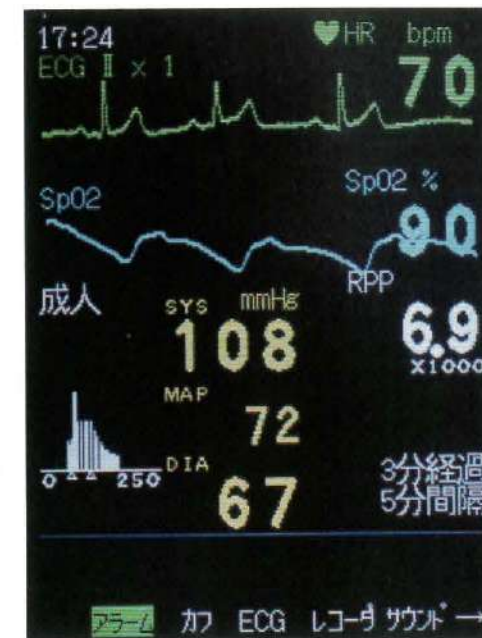 17:24 ♥HR bpm
ECG Ⅱ × 1 70
SpO2 SpO2 %
90
成人 SYS mmHg RPP
108 6.9
×1000
MAP
72
0 250 DIA 3分経過
67 5分間隔
アラーム カフ ECG レコーダ サウンド→